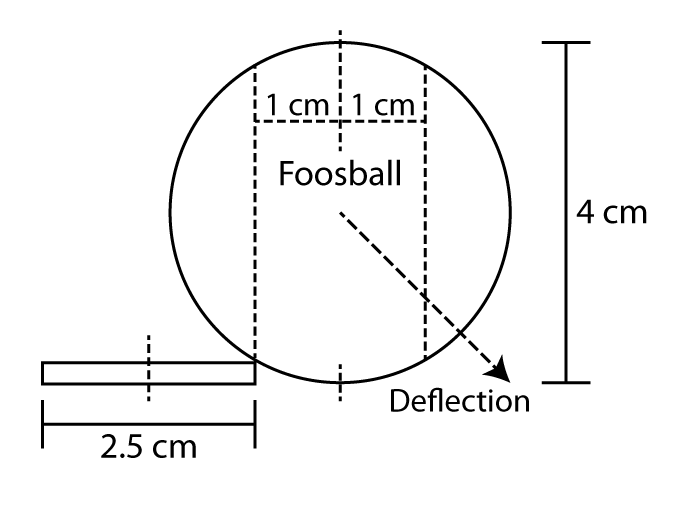 1 cm 1 cm
Foosball
4 cm
Deflection
2.5 cm